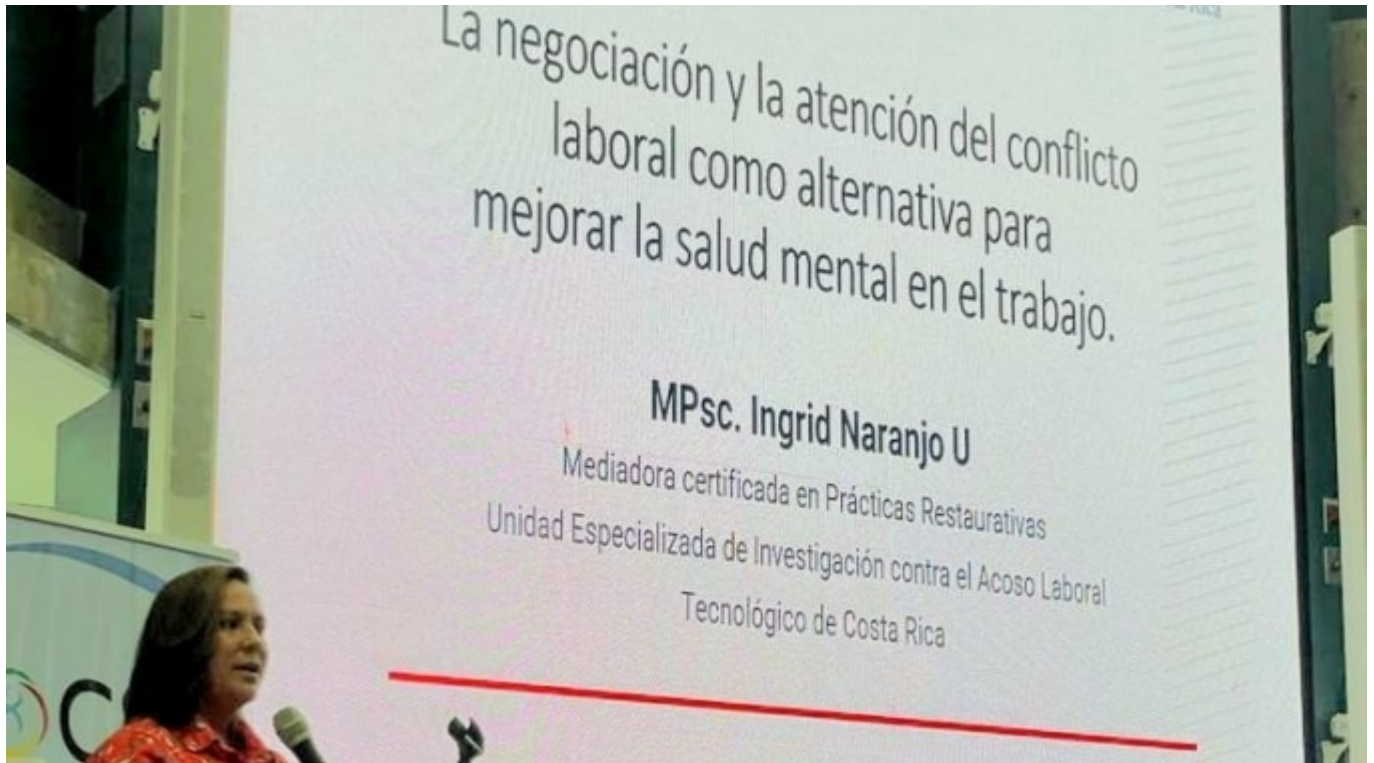 La negociación y la atención del conflicto
laboral como alternativa para
mejorar la salud mental en el trabajo.
MPsc. Ingrid Naranjo U
Mediadora certificada en Prácticas Restaurativas
Unidad Especializada de Investigación contra el Acoso Laboral
Tecnológico de Costa Rica